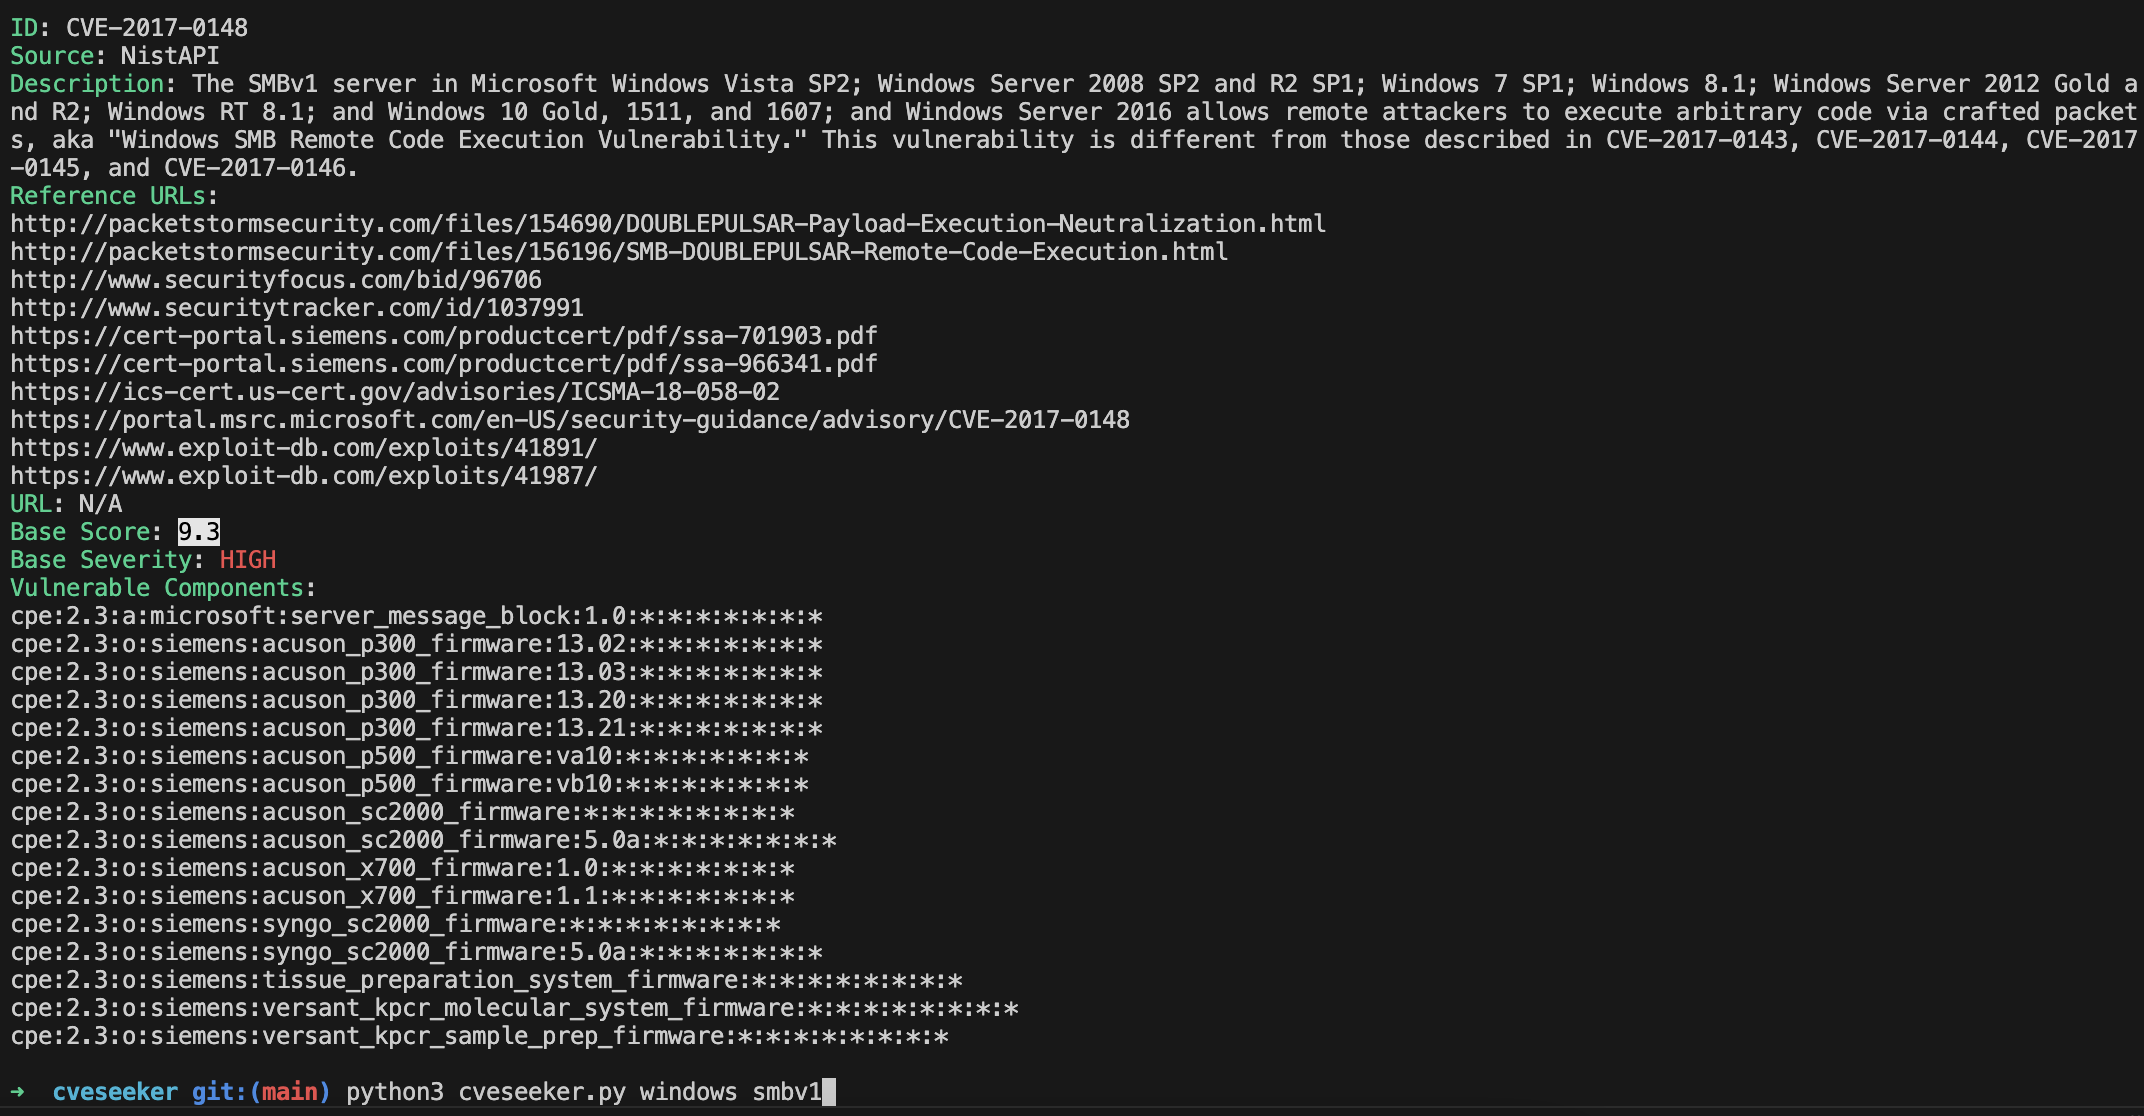 ID: CVE-2017-0148
Source: NistAPI
Description: The SMBv1 server in Microsoft Windows Vista SP2; Windows Server 2008 SP2 and R2 SP1; Windows 7 SP1; Windows 8.1; Windows Server 2012 Gold a
nd R2; Windows RT 8.1; and Windows 10 Gold, 1511, and 1607; and Windows Server 2016 allows remote attackers to execute arbitrary code via crafted packet
s, aka "Windows SMB Remote Code Execution Vulnerability." This vulnerability is different from those described in CVE-2017-0143, CVE-2017-0144, CVE-2017
-0145, and CVE-2017-0146.
Reference URLs:
http://packetstormsecurity.com/files/154690/DOUBLEPULSAR-Payload-Execution-Neutralization.html
http://packetstormsecurity.com/files/156196/SMB-DOUBLEPULSAR-Remote-Code-Execution.html
http://www.securityfocus.com/bid/96706
http://www.securitytracker.com/id/1037991
https://cert-portal.siemens.com/productcert/pdf/ssa-701903.pdf
https://cert-portal.siemens.com/productcert/pdf/ssa-966341.pdf
https://ics-cert.us-cert.gov/advisories/ICSMA-18-058-02
https://portal.msrc.microsoft.com/en-US/security-guidance/advisory/CVE-2017-0148
https://www.exploit-db.com/exploits/41891/
https://www.exploit-db.com/exploits/41987/
URL: N/A
Base Score: 9.3
Base Severity: HIGH
Vulnerable Components:
cpe:2.3:a:microsoft:server_message_block:1.0:*:*:*:*:*:*:*
cpe:2.3:o:siemens:acuson_p300_firmware:13.02:*:*:*:*:*:*:*
cpe:2.3:o:siemens:acuson_p300_firmware:13.03:*:*:*:*:*:*:*
cpe:2.3:o:siemens:acuson_p300_firmware:13.20:*:*:*:*:*:*:*
cpe:2.3:o:siemens:acuson_p300_firmware:13.21:*:*:*:*:*:*:*
cpe:2.3:o:siemens:acuson_p500_firmware:va10:*:*:*:*:*:*:*
cpe:2.3:o:siemens:acuson_p500_firmware:vb10:*:*:*:*:*:*:*
cpe:2.3:o:siemens:acuson_sc2000_firmware:*:*:*:*:*:*:*:*
cpe:2.3:o:siemens:acuson_sc2000_firmware:5.0a:*:*:*:*:*:*:*
cpe:2.3:o:siemens:acuson_x700_firmware:1.0:*:*:*:*:*:*:*
cpe:2.3:o:siemens:acuson_x700_firmware:1.1:*:*:*:*:*:*:*
cpe:2.3:o:siemens:syngo_sc2000_firmware:*:*:*:*:*:*:*:*
cpe:2.3:o:siemens:syngo_sc2000_firmware:5.0a:*:*:*:*:*:*:*
cpe:2.3:o:siemens:tissue_preparation_system_firmware:*:*:*:*:*:*:*:*
cpe:2.3:o:siemens:versant_kpcr_molecular_system_firmware:*:*:*:*:*:*:*:*
cpe:2.3:o:siemens:versant_kpcr_sample_prep_firmware:*:*:*:*:*:*:*:*
➜ cveseeker git:(main) python3 cveseeker.py windows smbv1